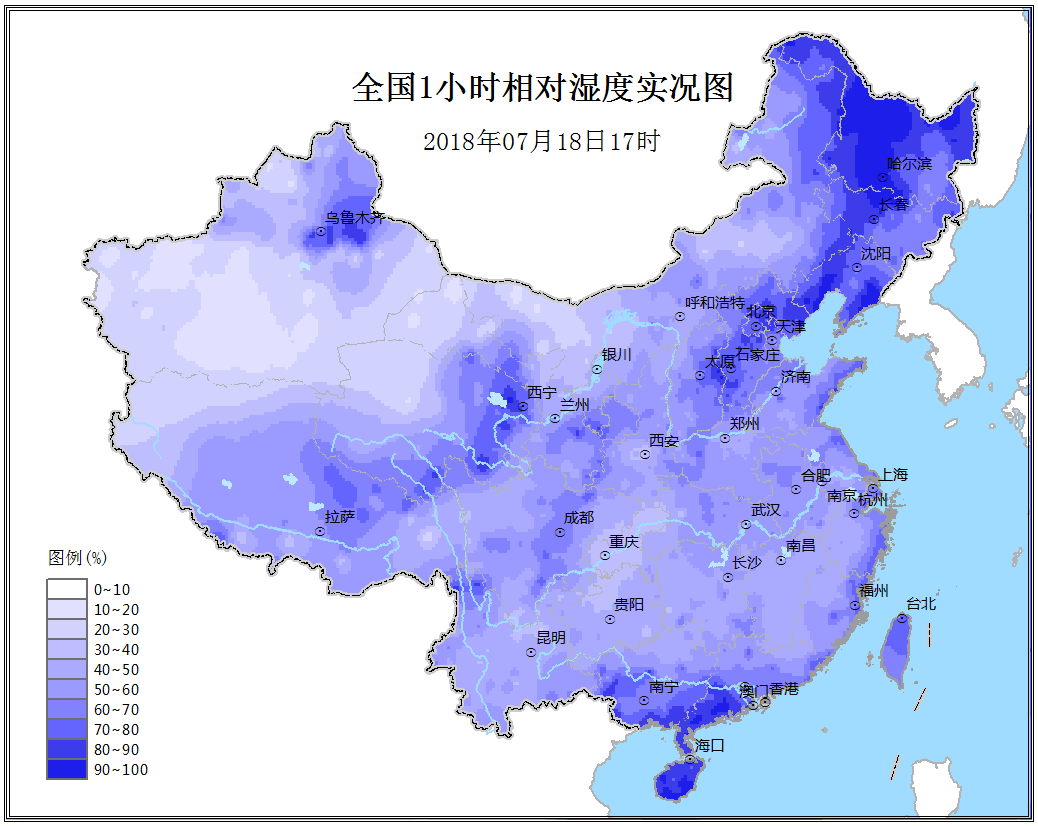 全国1小时相对湿度实况图
2018年07月18日17时
哈尔滨
长春
乌鲁木齐
沈阳
呼和浩特
北京
天津
银川
太原
石家庄
济南
西宁
兰州
郑州
西安
合肥
上海
南京
杭州
拉萨
成都
武汉
重庆
南昌
长沙
贵阳
福州
台北
昆明
南宁
澳门
香港
海口
图例(%)
0~10
10~20
20~30
30~40
40~50
50~60
60~70
70~80
80~90
90~100